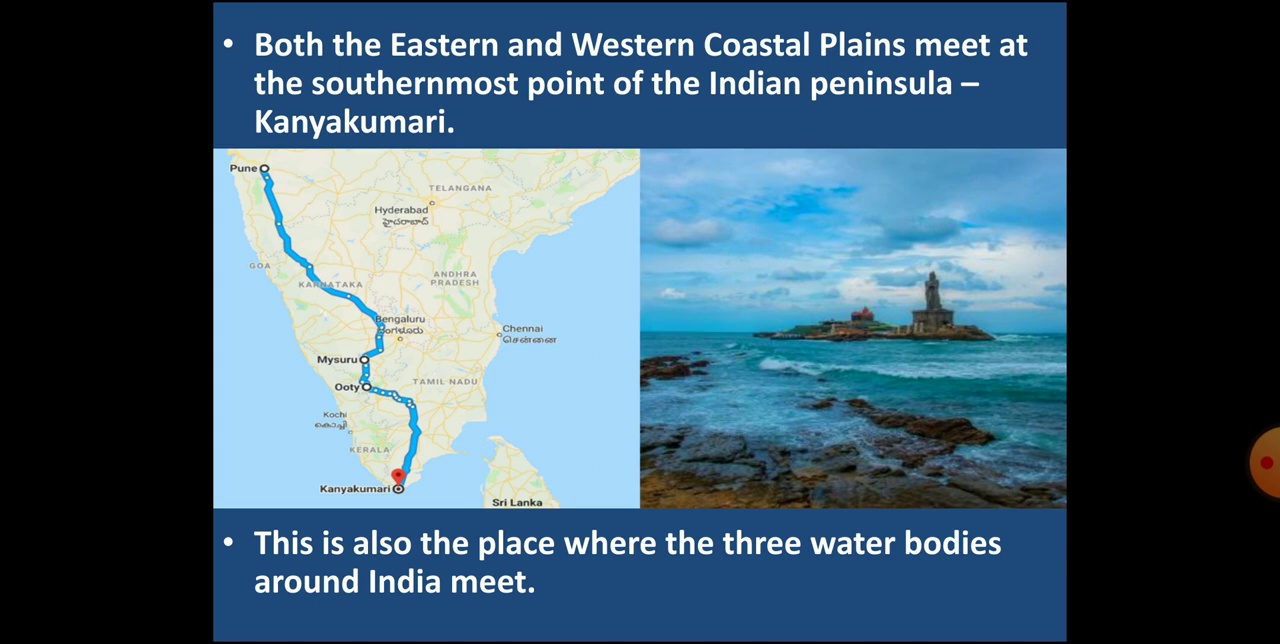 • Both the Eastern and Western Coastal Plains meet at
the southernmost point of the Indian peninsula –
Kanyakumari.
Pune
TELANGANA
Hyderabad
GOA
KARNATAKA
ANDHRA
PRADESH
Bengaluru
Chennai
சென்னை
Mysuru
Ooty
TAMIL NADU
Kochi
കൊച്ചി
KERALA
Kanyakumari
Sri Lanka
• This is also the place where the three water bodies
around India meet.